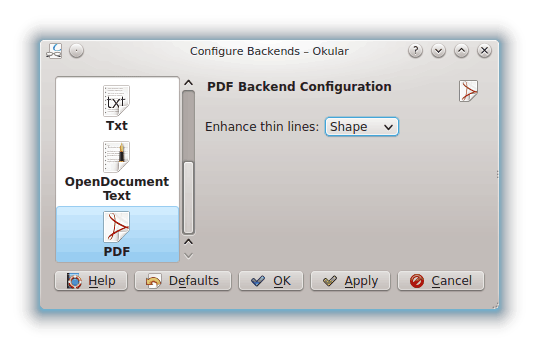 Configure Backends – Okular
PDF Backend Configuration
Enhance thin lines: Shape
txt
Txt
OpenDocument
Text
PDF
Help
Defaults
OK
Apply
Cancel